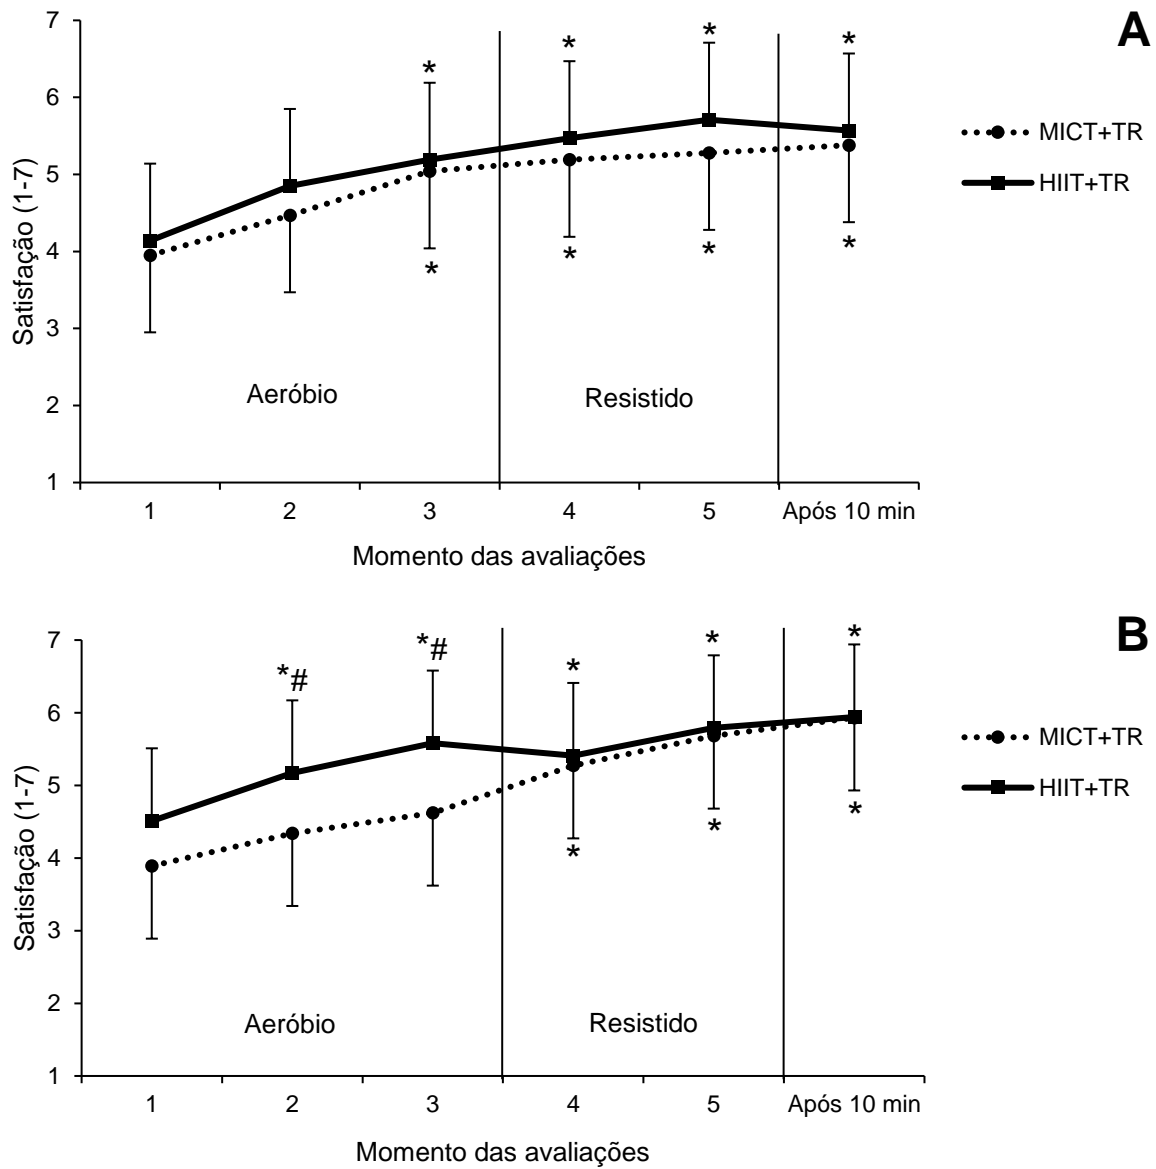 A
7
6
5
4
3
2
1
Satisfação (1-7)
* * * *
* * * *
Aeróbio
Resistido
1 2 3 4 5 Após 10 min
Momento das avaliações
MICT+TR
HIIT+TR
B
7
6
5
4
3
2
1
Satisfação (1-7)
*# *# * * *
* * *
Aeróbio
Resistido
1 2 3 4 5 Após 10 min
Momento das avaliações
MICT+TR
HIIT+TR